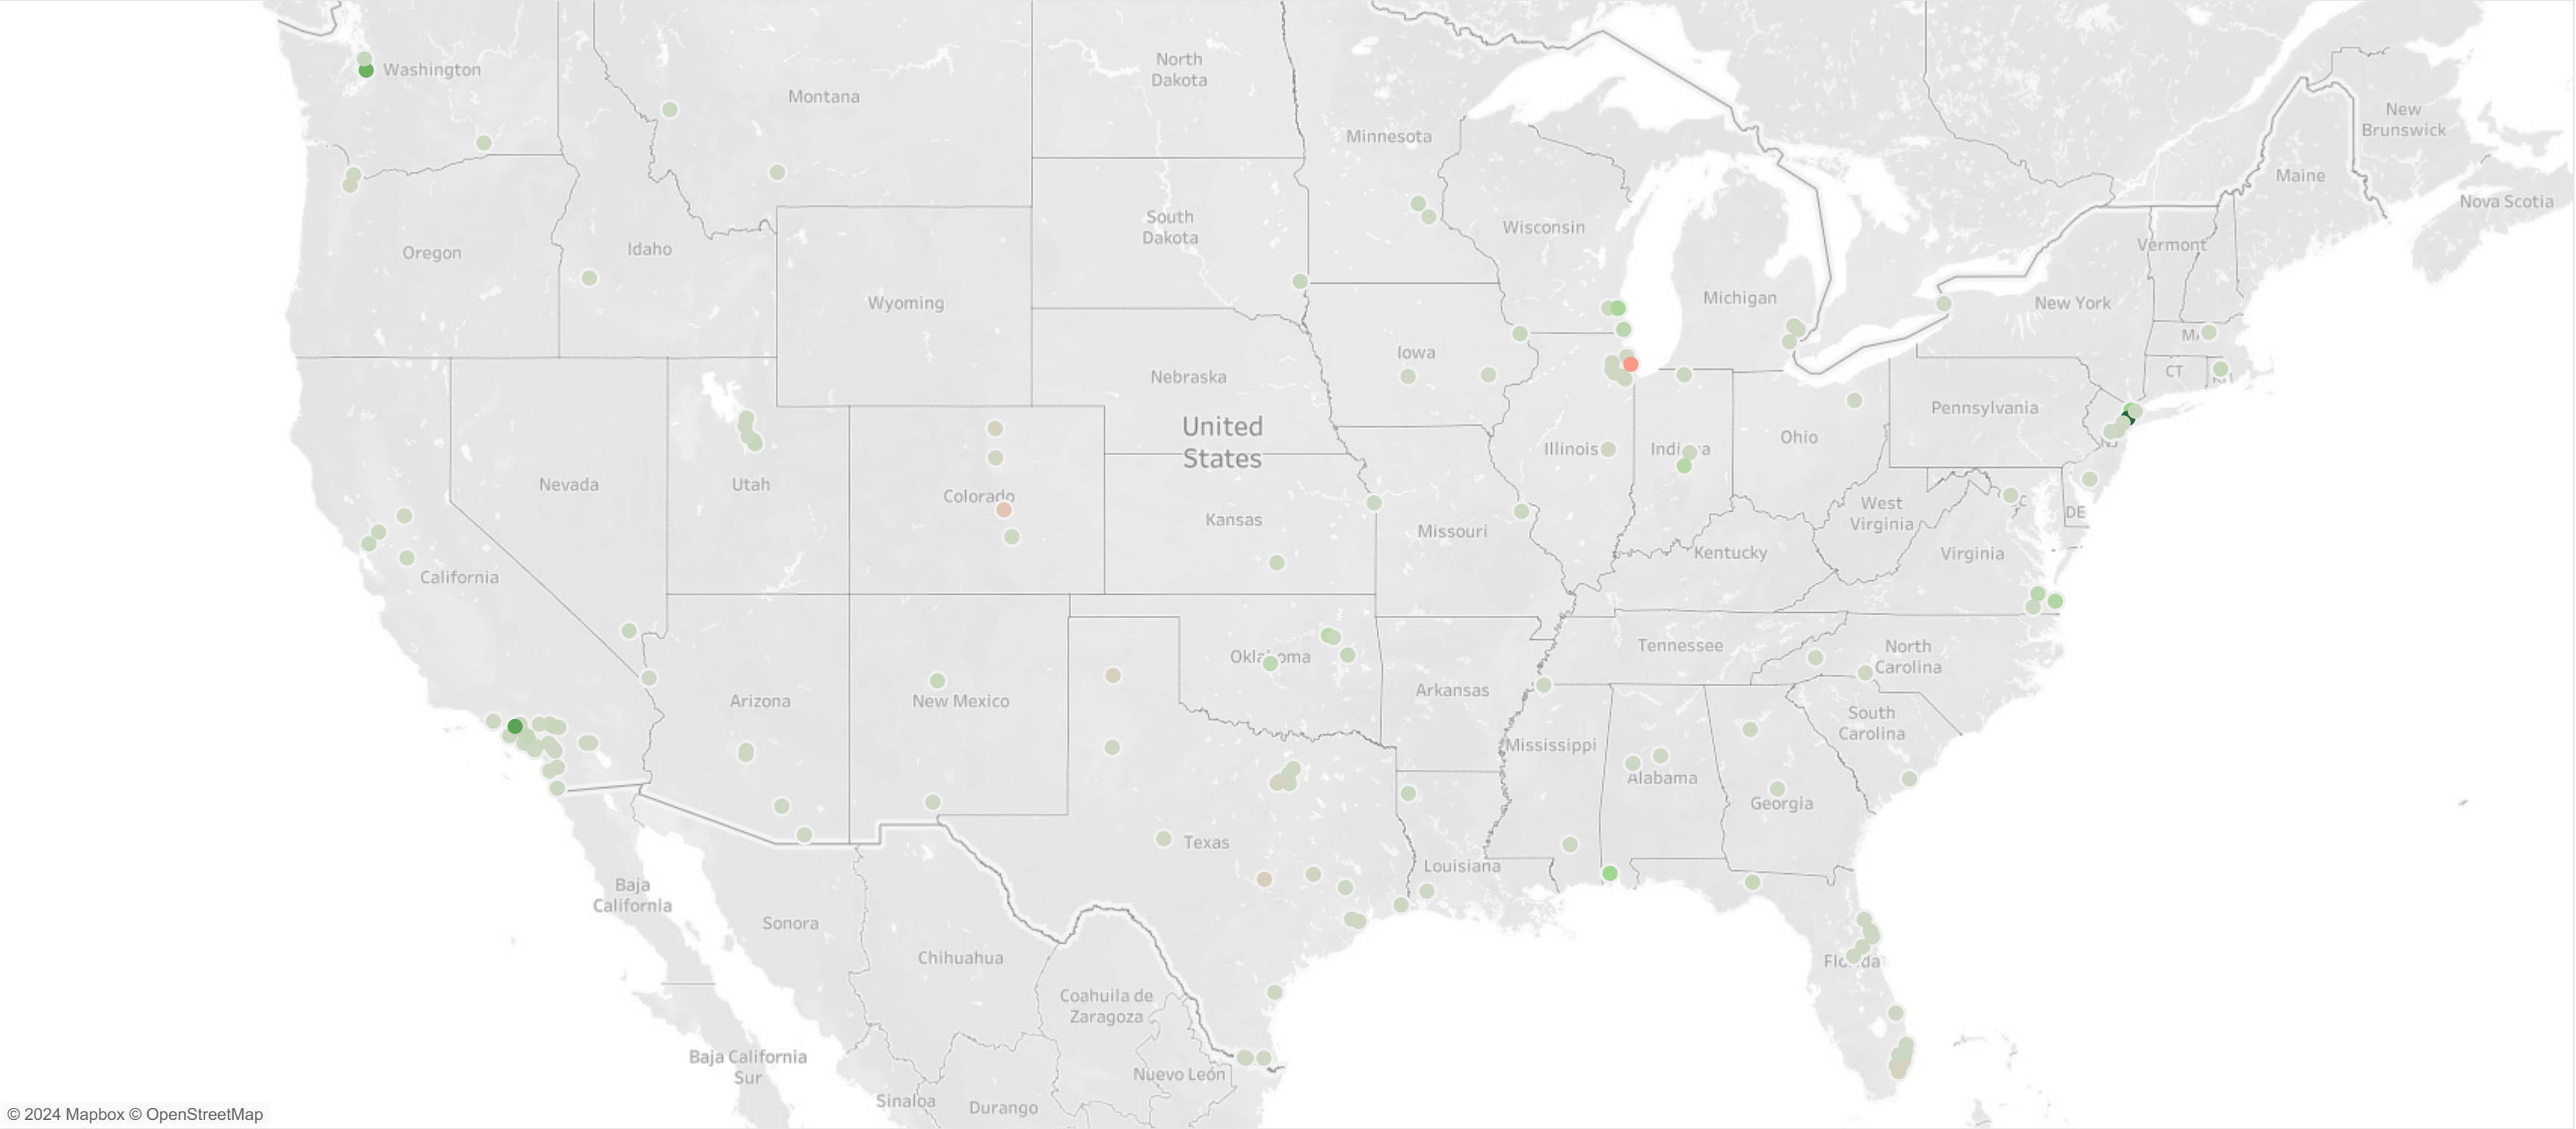 Washington
Montana
North
Dakota
Minnesota
New
Brunswick
Maine
Nova Scotia
South
Dakota
Wisconsin
Vermont
Oregon
Idaho
Wyoming
Michigan
New York
Iowa
CT
Nebraska
Pennsylvania
United
States
Ohio
Illinois
Nevada
Utah
Colorado
West
Virginia
DE
Kansas
Missouri
Kentucky
Virginia
California
Tennessee
North
Carolina
Oklahoma
Arkansas
Arizona
New Mexico
South
Carolina
Mississippi
Alabama
Georgia
Texas
Louisiana
Baja
California
Sonora
Chihuahua
Florida
Coahuila de
Zaragoza
Baja California
Sur
Nuevo León
Sinaloa
Durango
© 2024 Mapbox © OpenStreetMap